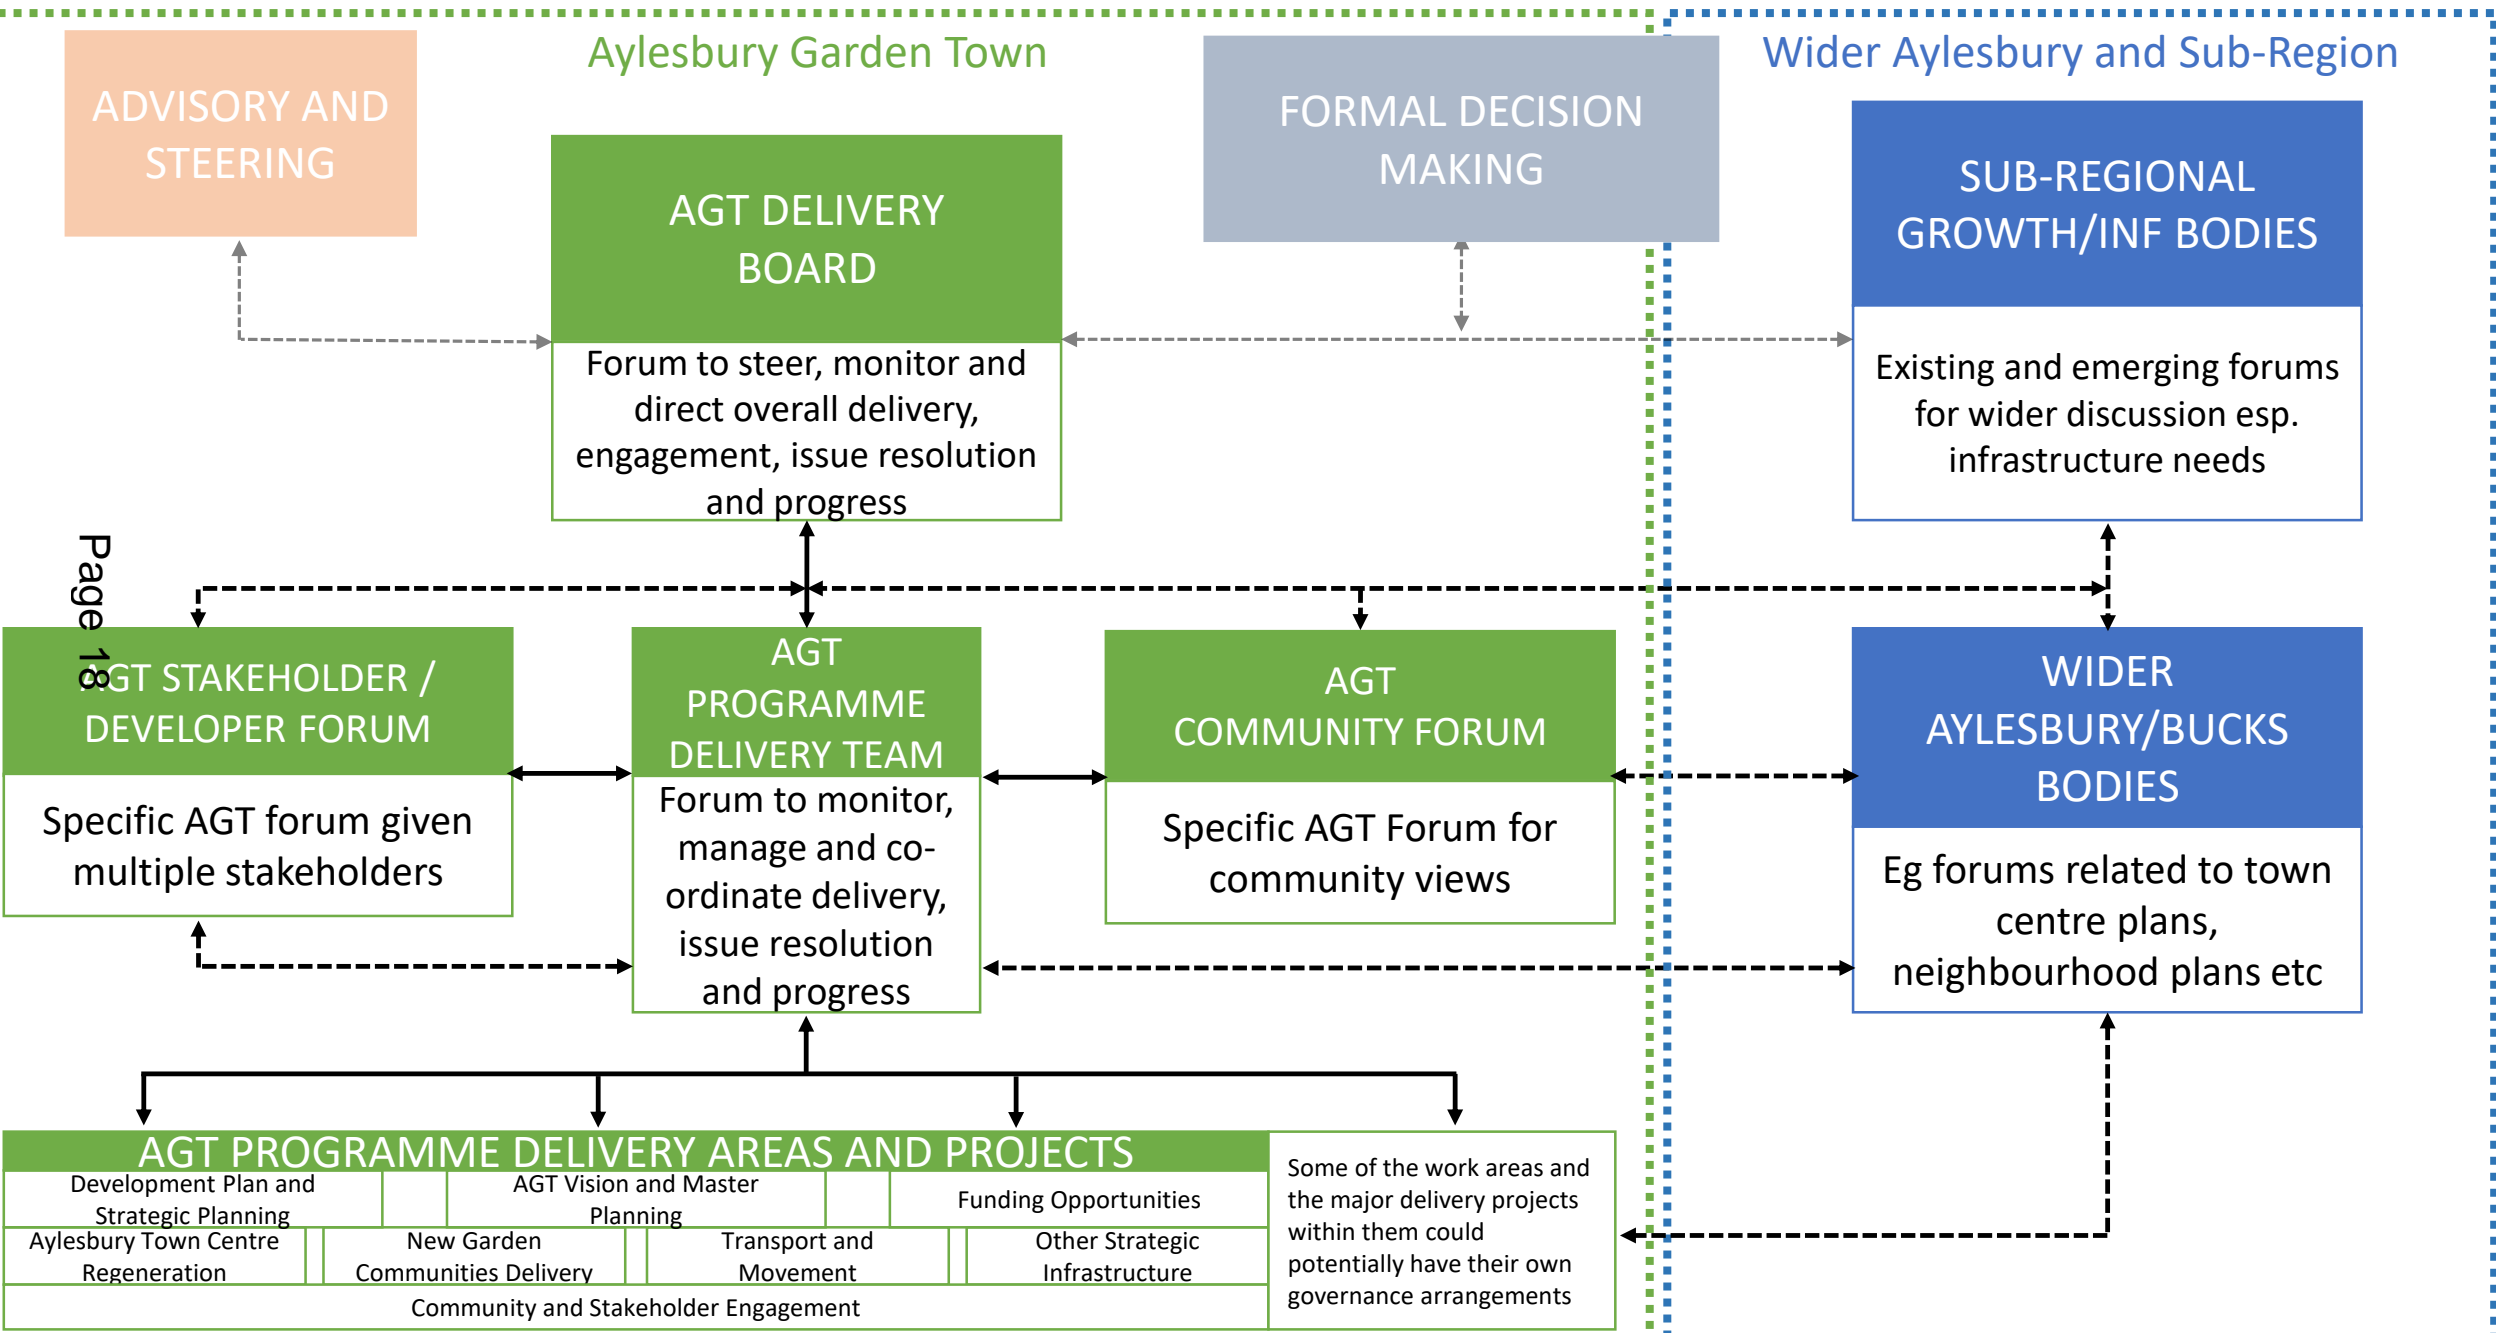 Aylesbury Garden Town
Wider Aylesbury and Sub-Region
ADVISORY AND
STEERING
FORMAL DECISION
MAKING
AGT DELIVERY
BOARD
Forum to steer, monitor and
direct overall delivery,
engagement, issue resolution
and progress
SUB-REGIONAL
GROWTH/INF BODIES
Existing and emerging forums
for wider discussion esp.
infrastructure needs
Page 18
AGT STAKEHOLDER /
DEVELOPER FORUM
Specific AGT forum given
multiple stakeholders
AGT
PROGRAMME
DELIVERY TEAM
Forum to monitor,
manage and co-
ordinate delivery,
issue resolution
and progress
AGT
COMMUNITY FORUM
Specific AGT Forum for
community views
WIDER
AYLESBURY/BUCKS
BODIES
Eg forums related to town
centre plans,
neighbourhood plans etc
AGT PROGRAMME DELIVERY AREAS AND PROJECTS
Development Plan and
Strategic Planning
AGT Vision and Master
Planning
Funding Opportunities
Aylesbury Town Centre
Regeneration
New Garden
Communities Delivery
Transport and
Movement
Other Strategic
Infrastructure
Community and Stakeholder Engagement
Some of the work areas and
the major delivery projects
within them could
potentially have their own
governance arrangements